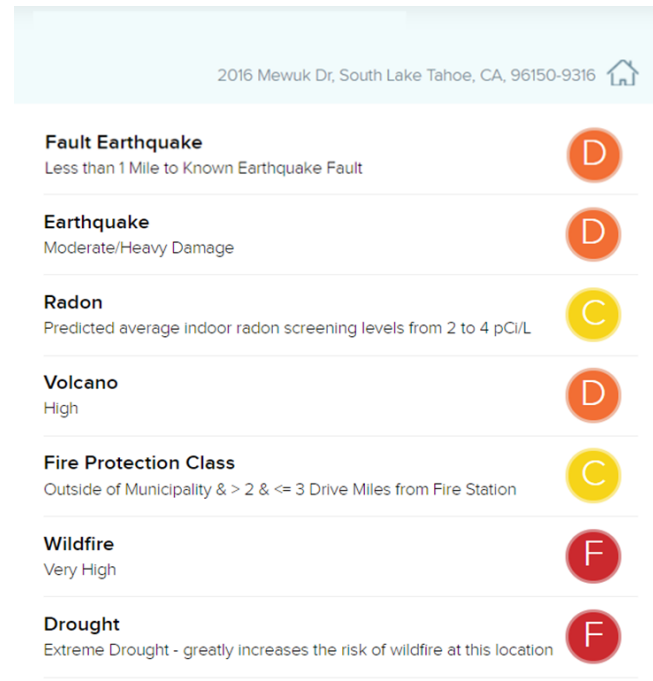 2016 Mewuk Dr, South Lake Tahoe, CA, 96150-9316
Fault Earthquake
Less than 1 Mile to Known Earthquake Fault
D
Earthquake
Moderate/Heavy Damage
D
Radon
Predicted average indoor radon screening levels from 2 to 4 pCi/L
C
Volcano
High
D
Fire Protection Class
Outside of Municipality & > 2 & <= 3 Drive Miles from Fire Station
C
Wildfire
Very High
F
Drought
Extreme Drought - greatly increases the risk of wildfire at this location
F